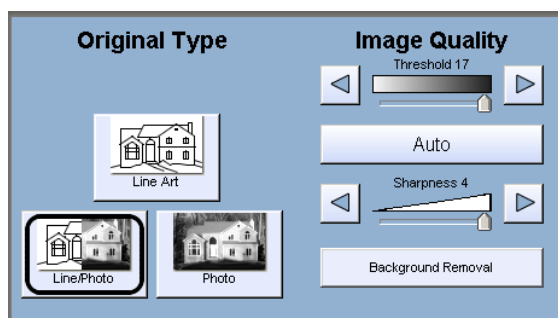 Original Type
Line Art
Line/Photo
Photo
Image Quality
Threshold 17
Auto
Sharpness 4
Background Removal